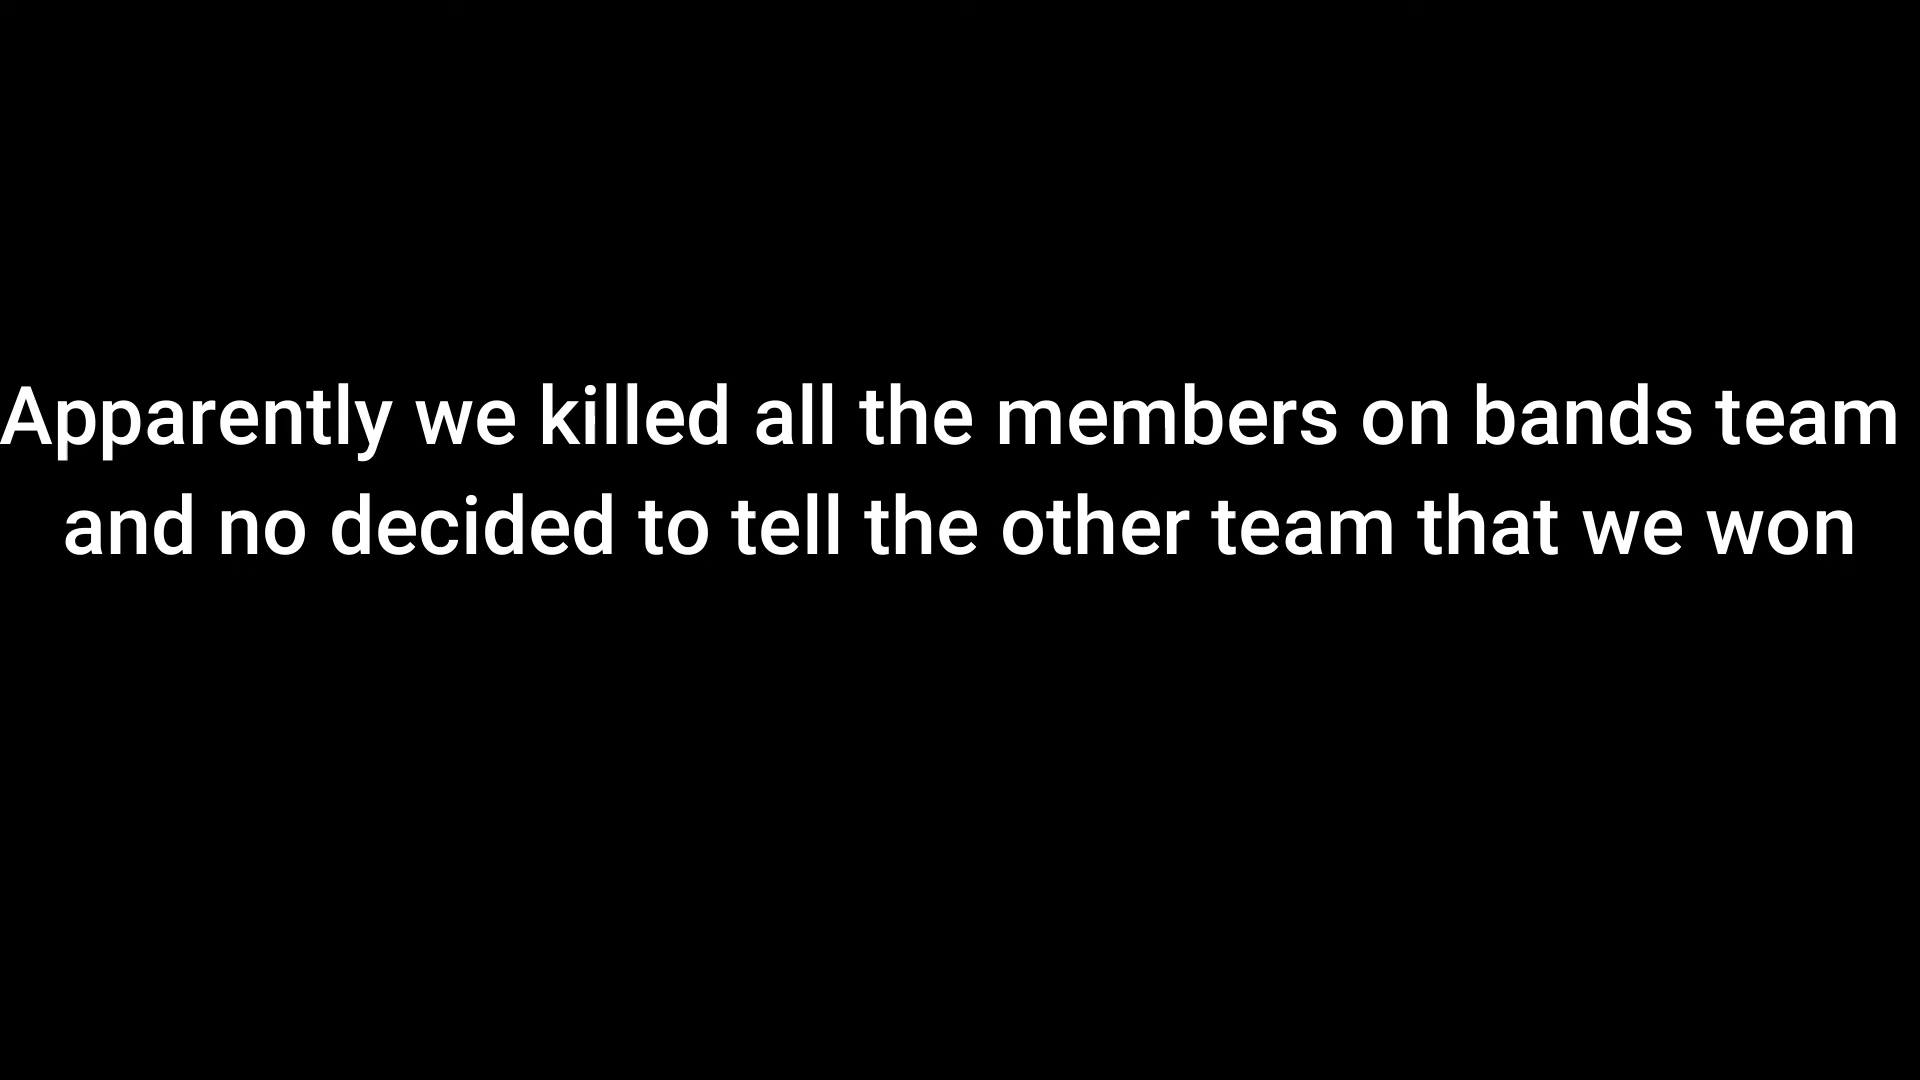 Apparently we killed all the members on bands team
and no decided to tell the other team that we won